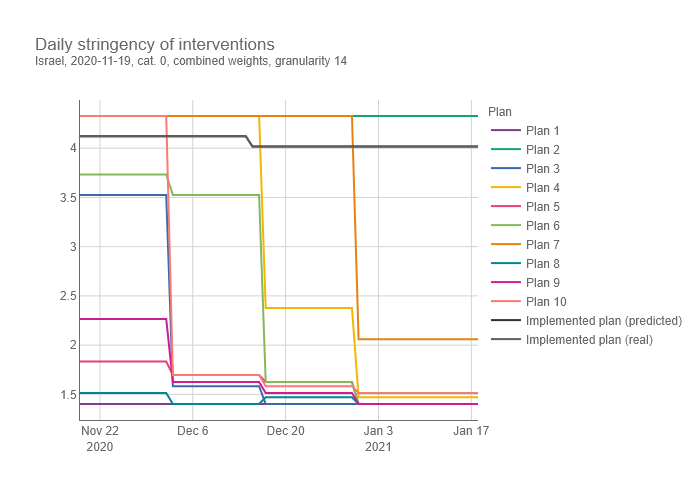 Daily stringency of interventions
Israel, 2020-11-19, cat. 0, combined weights, granularity 14
Plan
Plan 1
Plan 2
Plan 3
Plan 4
Plan 5
Plan 6
Plan 7
Plan 8
Plan 9
Plan 10
Implemented plan (predicted)
Implemented plan (real)
4
3.5
3
2.5
2
1.5
Nov 22 Dec 6 Dec 20 Jan 3 Jan 17
2020 2021